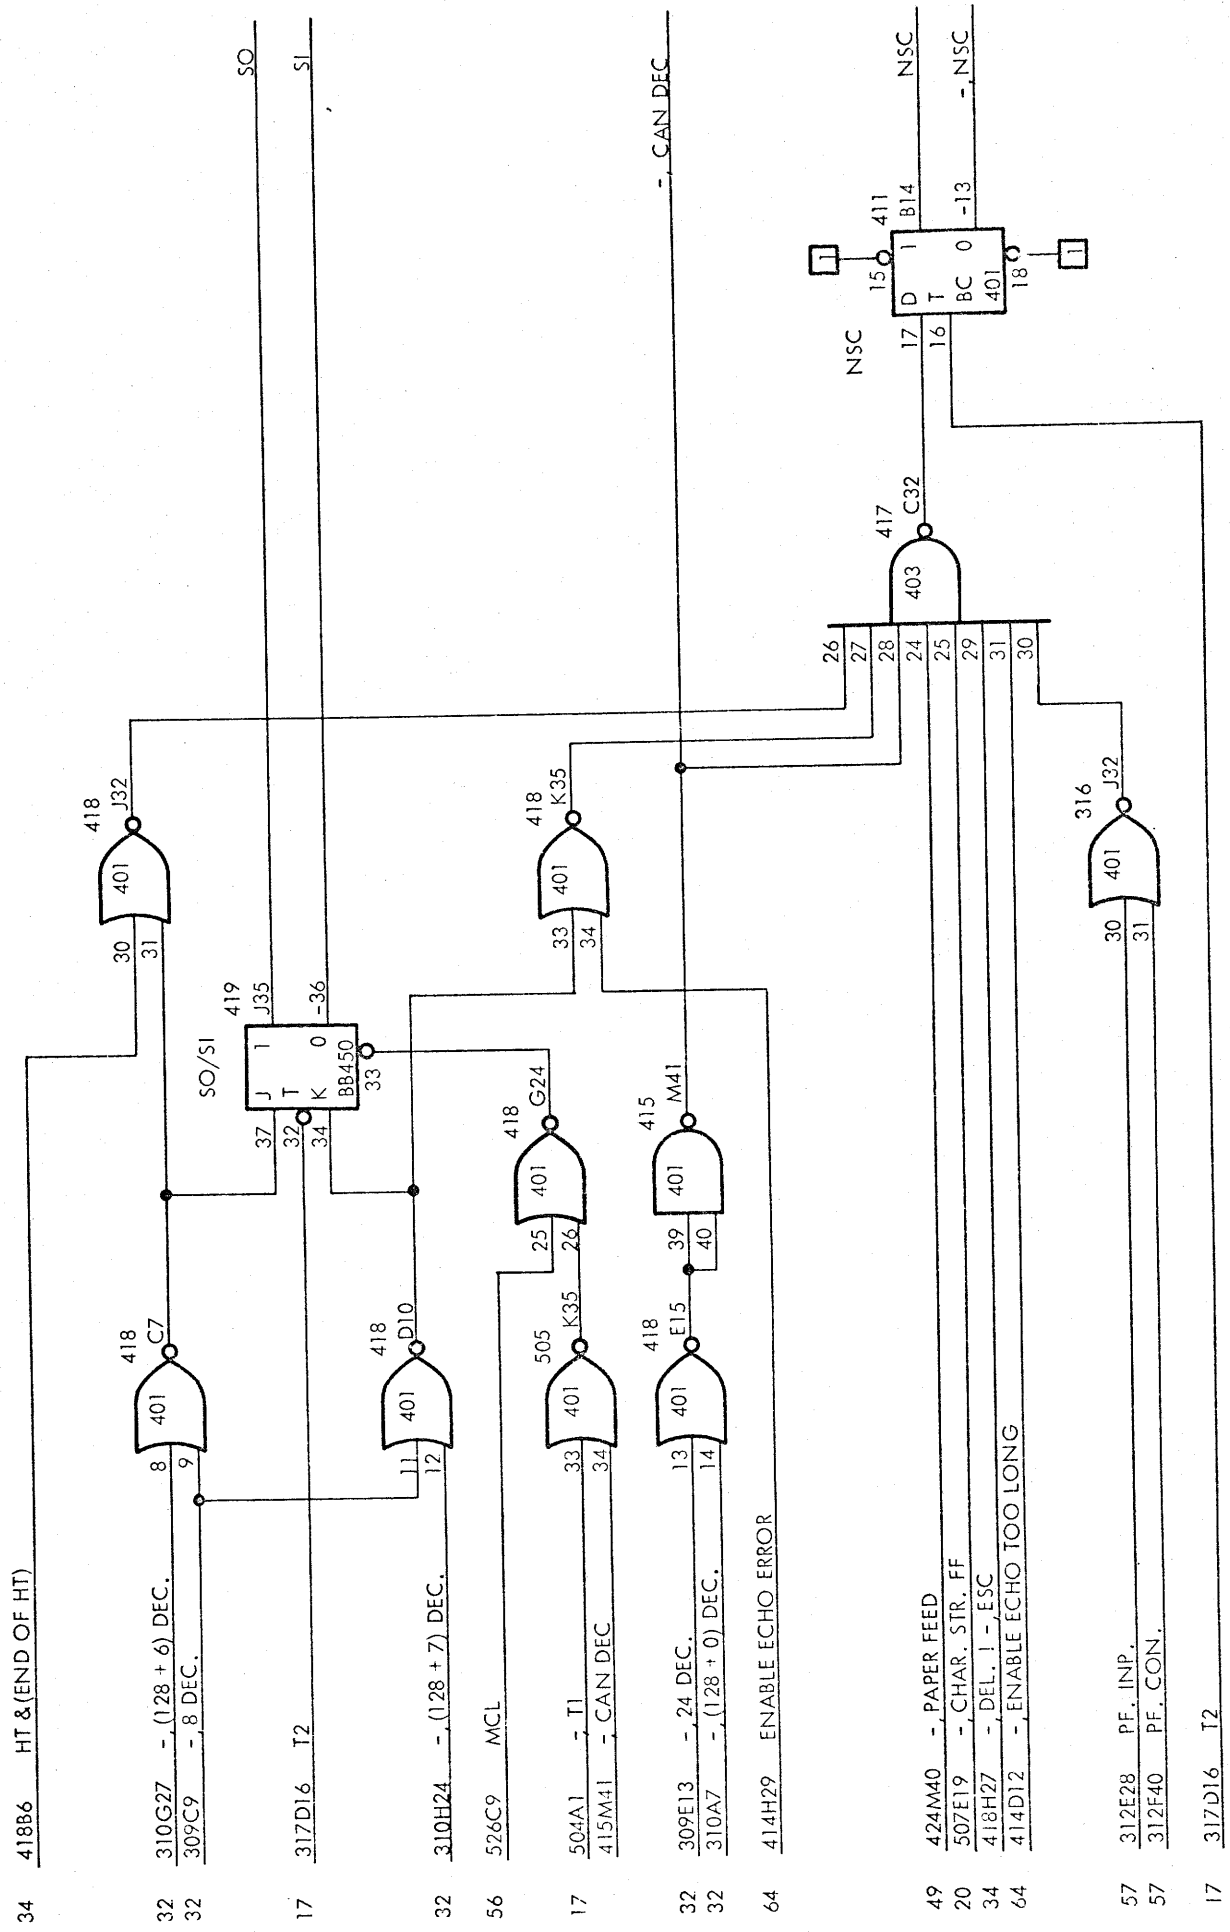 34 418B6 HT & (END OF HT)
32 310G27 -,(128 + 6) DEC.
32 309C9 -,8 DEC.
17 317D16 T2
32 310H24 -,(128 + 7) DEC.
56 526C9 MCL
17 504A1 -,T1
415M41 -,CAN DEC
32 309E13 -,24 DEC.
32 310A7 -,(128 + 0) DEC.
64 414H29 ENABLE ECHO ERROR
49 424M40 -,PAPER FEED
20 507E19 -,CHAR. STR. FF
34 418H27 -,DEL. ! -,ESC
64 414D12 -,ENABLE ECHO TOO LONG
57 312E28 PF. INP.
57 312F40 PF. CON.
17 317D16 T2
8
9
401
418
C7
11
12
401
418
D10
33
34
401
505
K35
13
14
401
418
E15
25
26
401
418
G24
39
40
401
415
M41
SO/SI
37
32
34
J
T
K
1
0
BB450
33
419
J35
-36
30
31
401
418
J32
33
34
401
418
K35
30
31
401
316
J32
26
27
28
24
25
29
31
30
403
417
C32
NSC
17
16
D
T
BC
401
1
0
15
18
1
1
411
B14
-13
SO
SI
-,CAN DEC
NSC
-,NSC